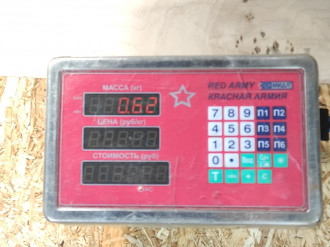 МАССА (кг)
RED ARMY МИДЛ
КРАСНАЯ АРМИЯ
0.62
ЦЕНА (руб/кг)
7 8 9 П1 П2
4 5 6 П3 П4
СТОИМОСТЬ (руб)
1 2 3 П5 П6
0 •
T